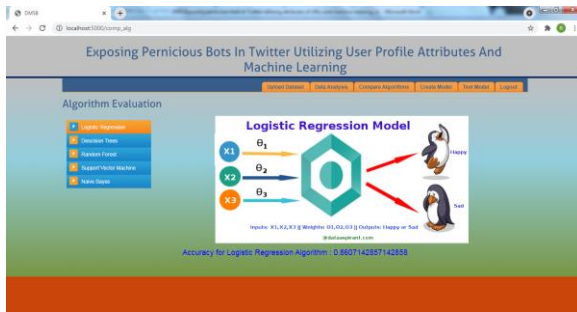 DMSE
localhost:5000/comp_alg
Exposing Pernicious Bots In Twitter Utilizing User Profile Attributes And
Machine Learning
Upload Dataset Data Analysis Compare Algorithms Create Model Test Model Logout
Algorithm Evaluation
Logistic Regression
Decision Trees
Random Forest
Support Vector Machine
Naive Bayes
Logistic Regression Model
X1 θ1
X2 θ2
X3 θ3
Happy
Sad
Inputs: X1,X2,X3 || Weights: Θ1,Θ2,Θ3 || Outputs: Happy or Sad
@dataaspirant.com
Accuracy for Logistic Regression Algorithm : 0.8607142857142858